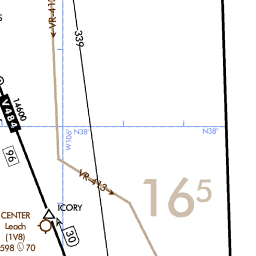 VR-413
339
14600
V484
96
W106°
N38°
N38°
VR-413
16⁵
ICORY
30
CENTER
Leach
(1V8)
598 70